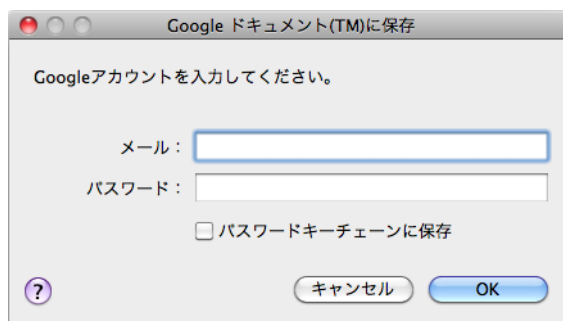 Google ドキュメント(TM)に保存
Googleアカウントを入力してください。
メール：
パスワード：
パスワードキーチェーンに保存
?
キャンセル
OK